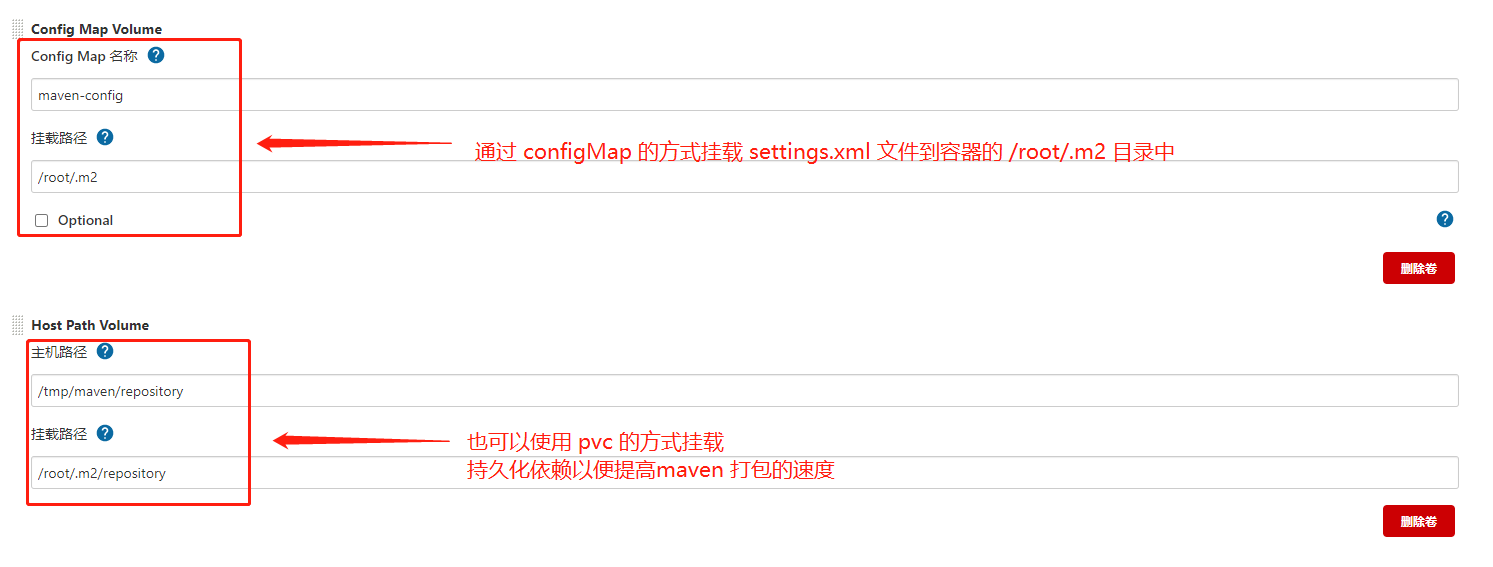 Config Map Volume
Config Map 名称 ?
maven-config
挂载路径 ?
通过 configMap 的方式挂载 settings.xml 文件到容器的 /root/.m2 目录中
/root/.m2
Optional ?
删除卷
Host Path Volume
主机路径 ?
/tmp/maven/repository
挂载路径 ?
也可以使用 pvc 的方式挂载
持久化依赖以便提高maven 打包的速度
/root/.m2/repository
删除卷